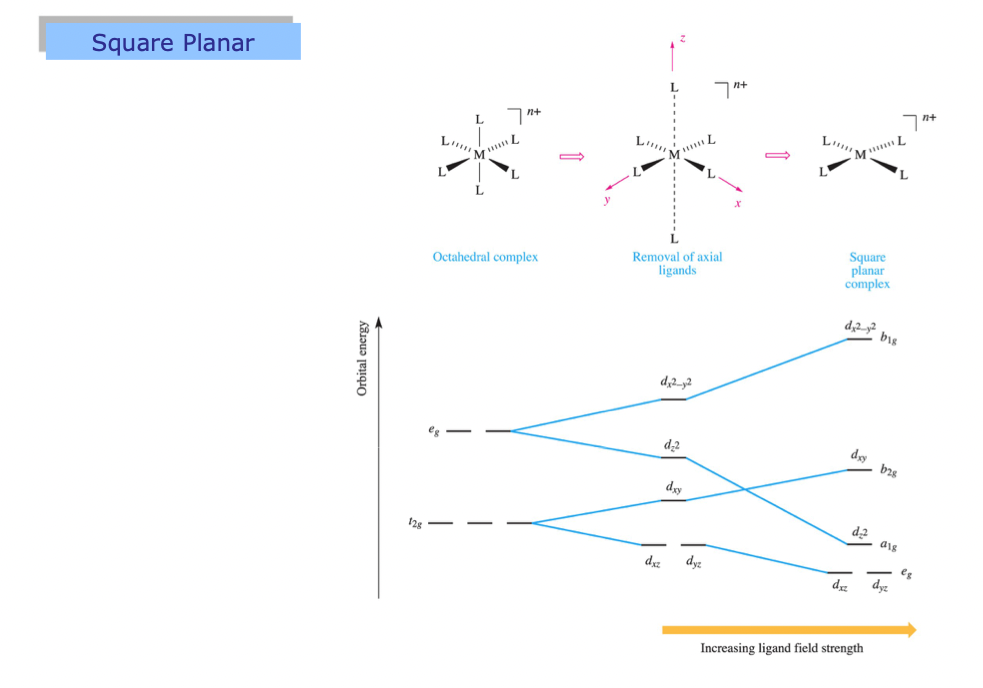 Square Planar
z
L
n+
L
n+
L
n+
L
L
M
L
L
L
L
L
M
L
L
L
L
M
L
L
L
y
x
L
Octahedral complex
Removal of axial
ligands
Square
planar
complex
Orbital energy
dx2–y2
b1g
dx2–y2
eg
dz2
dxy
b2g
dxy
t2g
dz2
a1g
dxz dyz
eg
dxz dyz
Increasing ligand field strength